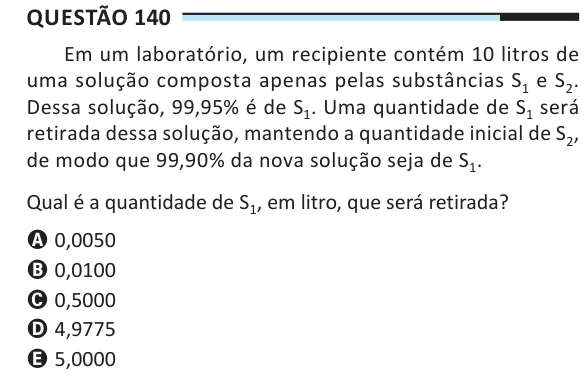 QUESTÃO 140
Em um laboratório, um recipiente contém 10 litros de
uma solução composta apenas pelas substâncias S₁ e S₂.
Dessa solução, 99,95% é de S₁. Uma quantidade de S₁ será
retirada dessa solução, mantendo a quantidade inicial de S₂,
de modo que 99,90% da nova solução seja de S₁.
Qual é a quantidade de S₁, em litro, que será retirada?
A 0,0050
B 0,0100
C 0,5000
D 4,9775
E 5,0000